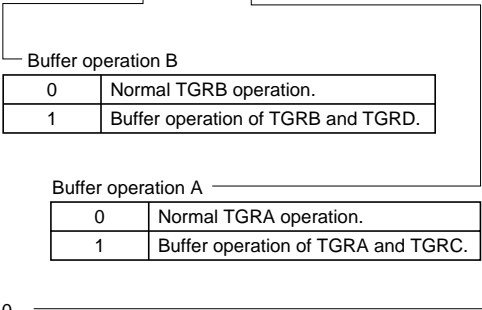 Buffer operation B
0 Normal TGRB operation.
1 Buffer operation of TGRB and TGRD.
Buffer operation A
0 Normal TGRA operation.
1 Buffer operation of TGRA and TGRC.
0